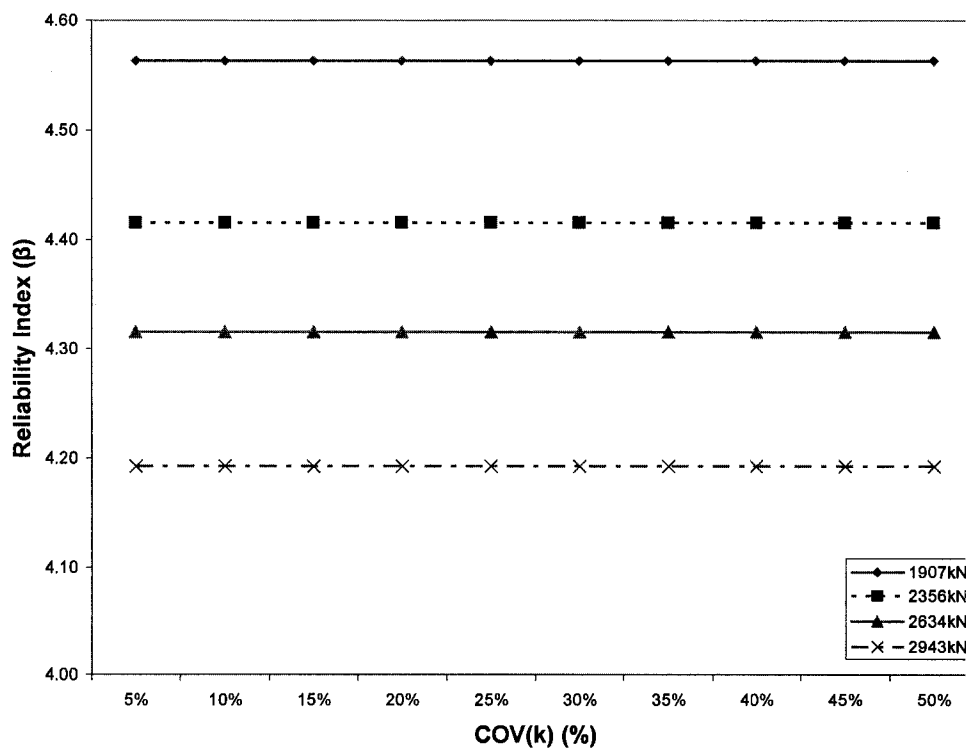 4.60
4.50
4.40
4.30
4.20
4.10
4.00
Reliability Index (β)
1907kN
2356kN
2634kN
2943kN
5% 10% 15% 20% 25% 30% 35% 40% 45% 50%
COV(k) (%)